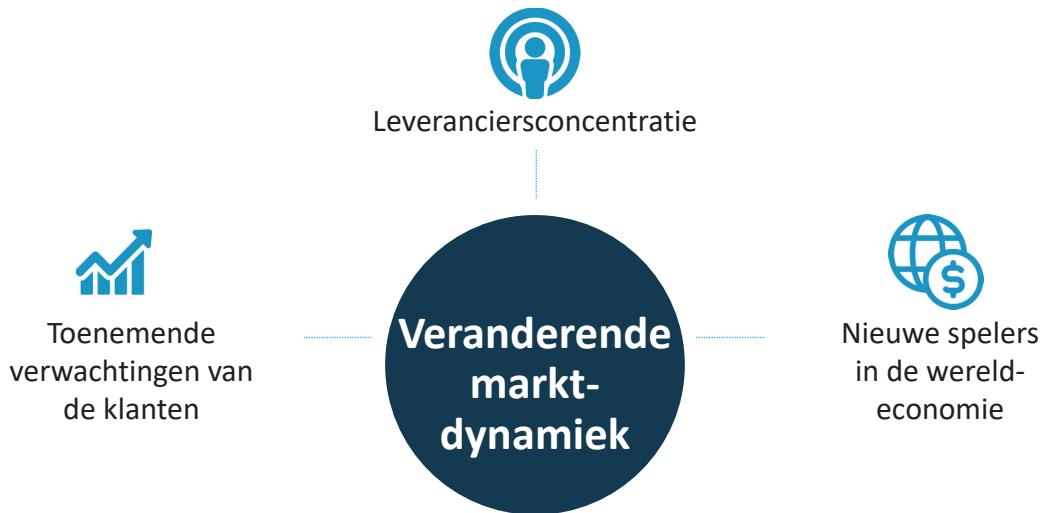 Leveranciersconcentratie
Toenemende
verwachtingen van
de klanten
Veranderende
markt-
dynamiek
$
Nieuwe spelers
in de wereld-
economie